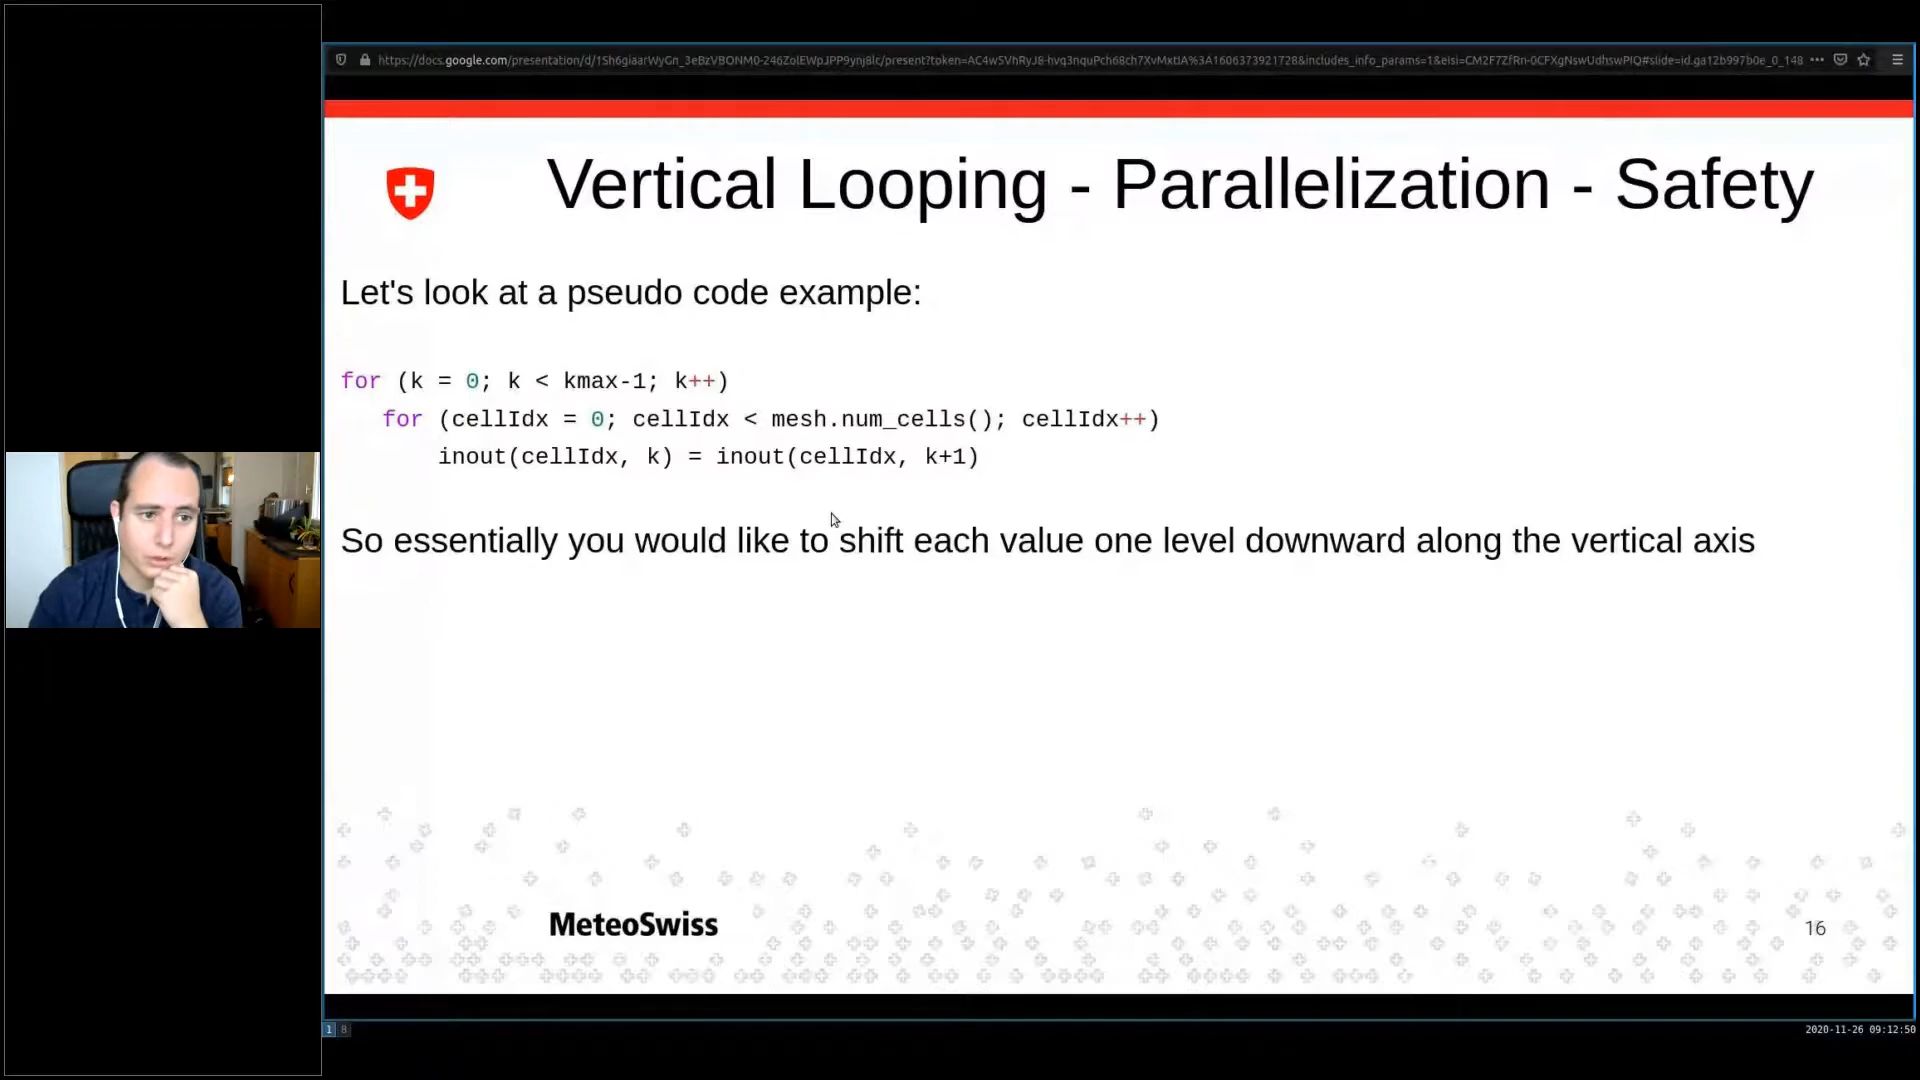 Vertical Looping - Parallelization - Safety
Let's look at a pseudo code example:
for (k = 0; k < kmax-1; k++)
for (cellIdx = 0; cellIdx < mesh.num_cells(); cellIdx++)
inout(cellIdx, k) = inout(cellIdx, k+1)
So essentially you would like to shift each value one level downward along the vertical axis
MeteoSwiss
16
1 8
2020-11-26 09:12:50